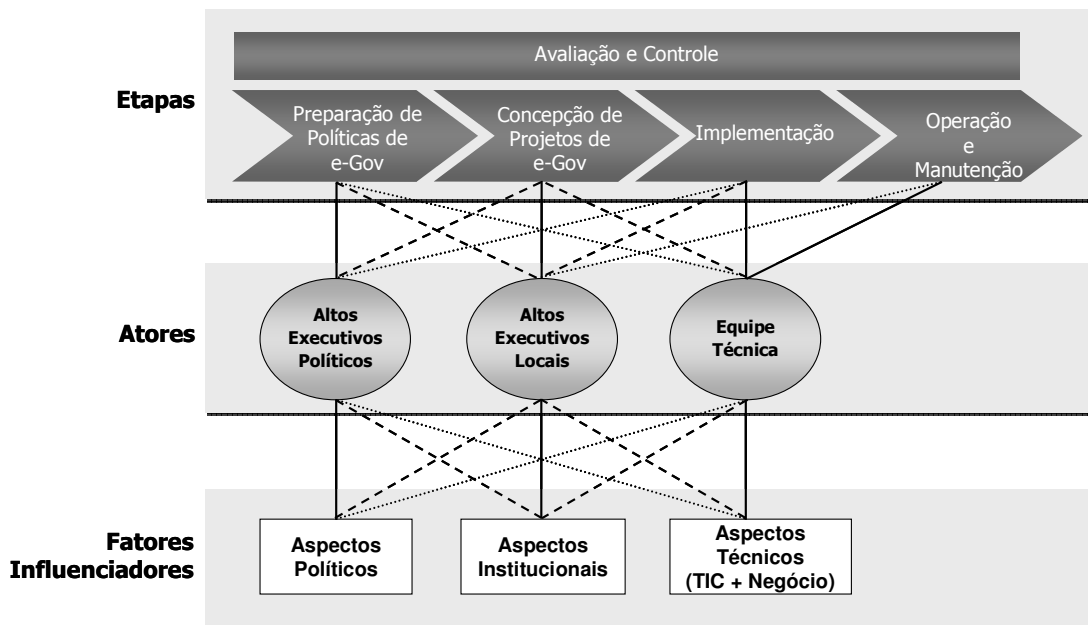 Avaliação e Controle
Etapas
Preparação de
Políticas de
e-Gov
Concepção de
Projetos de
e-Gov
Implementação
Operação
e
Manutenção
Atores
Altos
Executivos
Políticos
Altos
Executivos
Locais
Equipe
Técnica
Fatores
Influenciadores
Aspectos
Políticos
Aspectos
Institucionais
Aspectos
Técnicos
(TIC + Negócio)